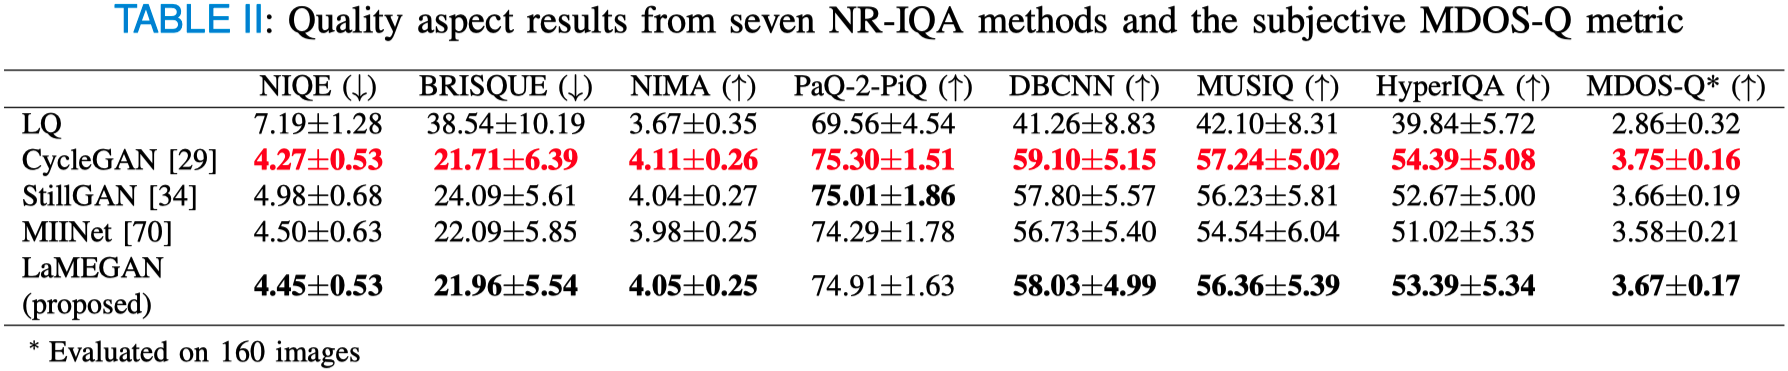 TABLE II: Quality aspect results from seven NR-IQA methods and the subjective MDOS-Q metric
NIQE (↓) BRISQUE (↓) NIMA (↑) PaQ-2-PiQ (↑) DBCNN (↑) MUSIQ (↑) HyperIQA (↑) MDOS-Q* (↑)
LQ 7.19±1.28 38.54±10.19 3.67±0.35 69.56±4.54 41.26±8.83 42.10±8.31 39.84±5.72 2.86±0.32
CycleGAN [29] 4.27±0.53 21.71±6.39 4.11±0.26 75.30±1.51 59.10±5.15 57.24±5.02 54.39±5.08 3.75±0.16
StillGAN [34] 4.98±0.68 24.09±5.61 4.04±0.27 75.01±1.86 57.80±5.57 56.23±5.81 52.67±5.00 3.66±0.19
MIINet [70] 4.50±0.63 22.09±5.85 3.98±0.25 74.29±1.78 56.73±5.40 54.54±6.04 51.02±5.35 3.58±0.21
LaMEGAN
(proposed) 4.45±0.53 21.96±5.54 4.05±0.25 74.91±1.63 58.03±4.99 56.36±5.39 53.39±5.34 3.67±0.17
* Evaluated on 160 images